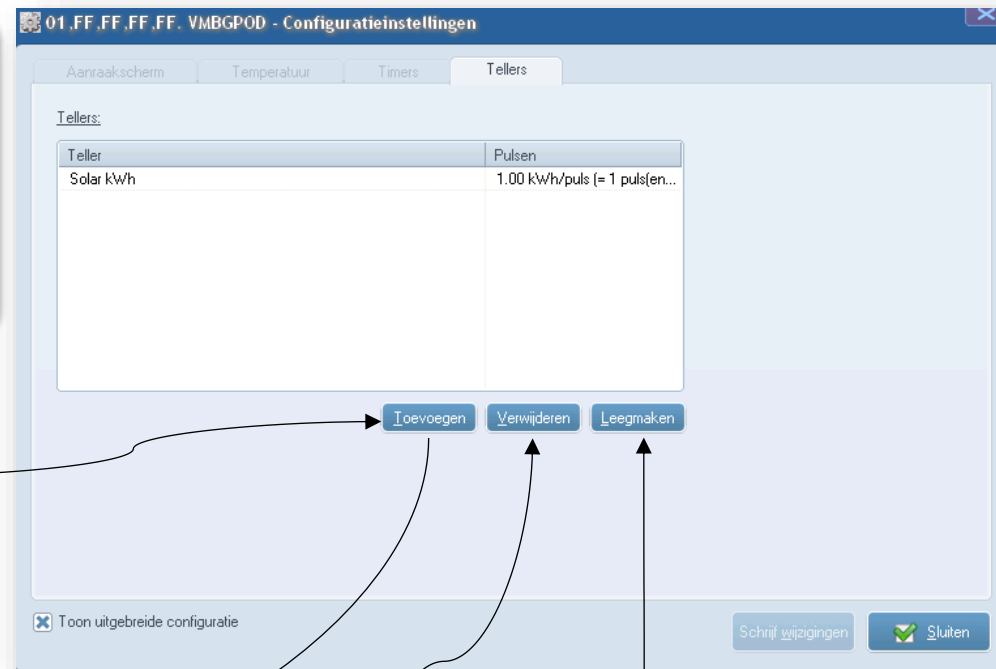 01 ,FF ,FF ,FF ,FF. VMBGPOD - Configuratieinstellingen
Aanraakscherm Temperatuur Timers Tellers
Tellers:
Teller Pulsen
Solar kWh 1.00 kWh/puls (= 1 puls(en...
Toevoegen Verwijderen Leegmaken
Toon uitgebreide configuratie
Schrijf wijzigingen Sluiten